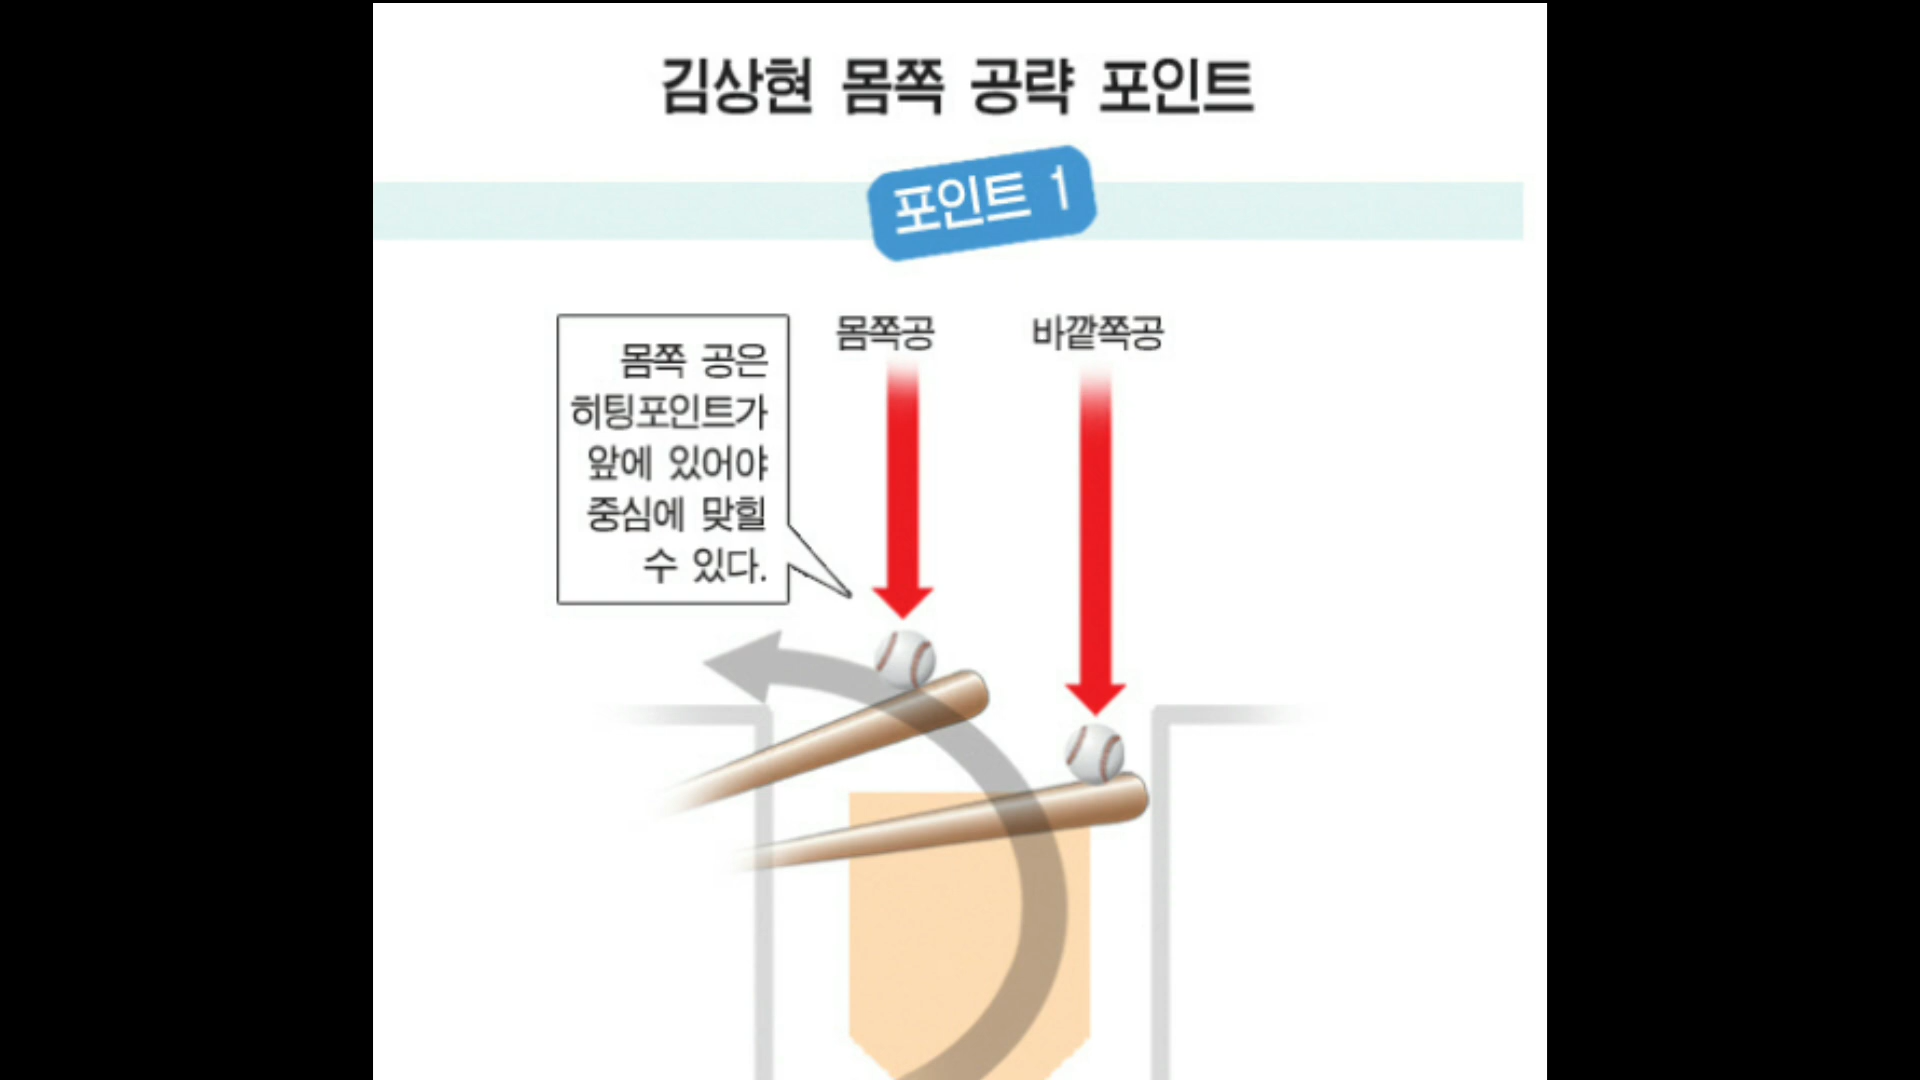 김상현 몸쪽 공략 포인트
포인트 1
몸쪽 공은
히팅포인트가
앞에 있어야
중심에 맞힐
수 있다.
몸쪽공
바깥쪽공